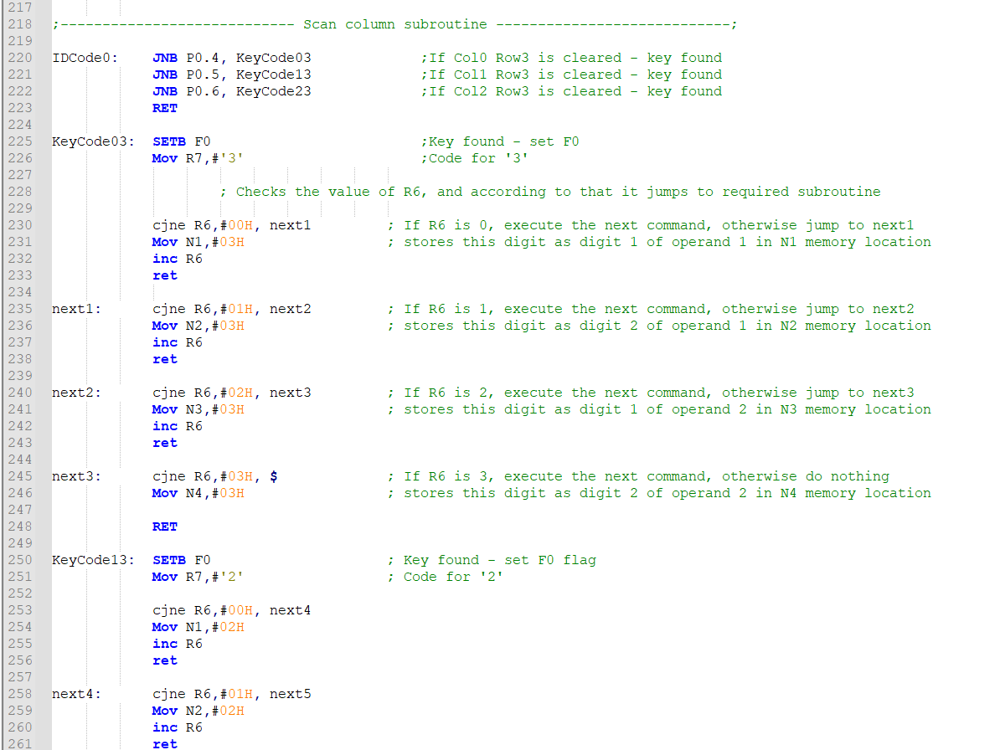 217
218 ;---------------------------- Scan column subroutine ----------------------------;
219
220 IDCode0: JNB P0.4, KeyCode03 ;If Col0 Row3 is cleared - key found
221 JNB P0.5, KeyCode13 ;If Col1 Row3 is cleared - key found
222 JNB P0.6, KeyCode23 ;If Col2 Row3 is cleared - key found
223 RET
224
225 KeyCode03: SETB F0 ;Key found - set F0
226 Mov R7,#'3' ;Code for '3'
227
228 ; Checks the value of R6, and according to that it jumps to required subroutine
229
230 cjne R6,#00H, next1 ; If R6 is 0, execute the next command, otherwise jump to next1
231 Mov N1,#03H ; stores this digit as digit 1 of operand 1 in N1 memory location
232 inc R6
233 ret
234
235 next1: cjne R6,#01H, next2 ; If R6 is 1, execute the next command, otherwise jump to next2
236 Mov N2,#03H ; stores this digit as digit 2 of operand 1 in N2 memory location
237 inc R6
238 ret
239
240 next2: cjne R6,#02H, next3 ; If R6 is 2, execute the next command, otherwise jump to next3
241 Mov N3,#03H ; stores this digit as digit 1 of operand 2 in N3 memory location
242 inc R6
243 ret
244
245 next3: cjne R6,#03H, $ ; If R6 is 3, execute the next command, otherwise do nothing
246 Mov N4,#03H ; stores this digit as digit 2 of operand 2 in N4 memory location
247
248 RET
249
250 KeyCode13: SETB F0 ; Key found - set F0 flag
251 Mov R7,#'2' ; Code for '2'
252
253 cjne R6,#00H, next4
254 Mov N1,#02H
255 inc R6
256 ret
257
258 next4: cjne R6,#01H, next5
259 Mov N2,#02H
260 inc R6
261 ret